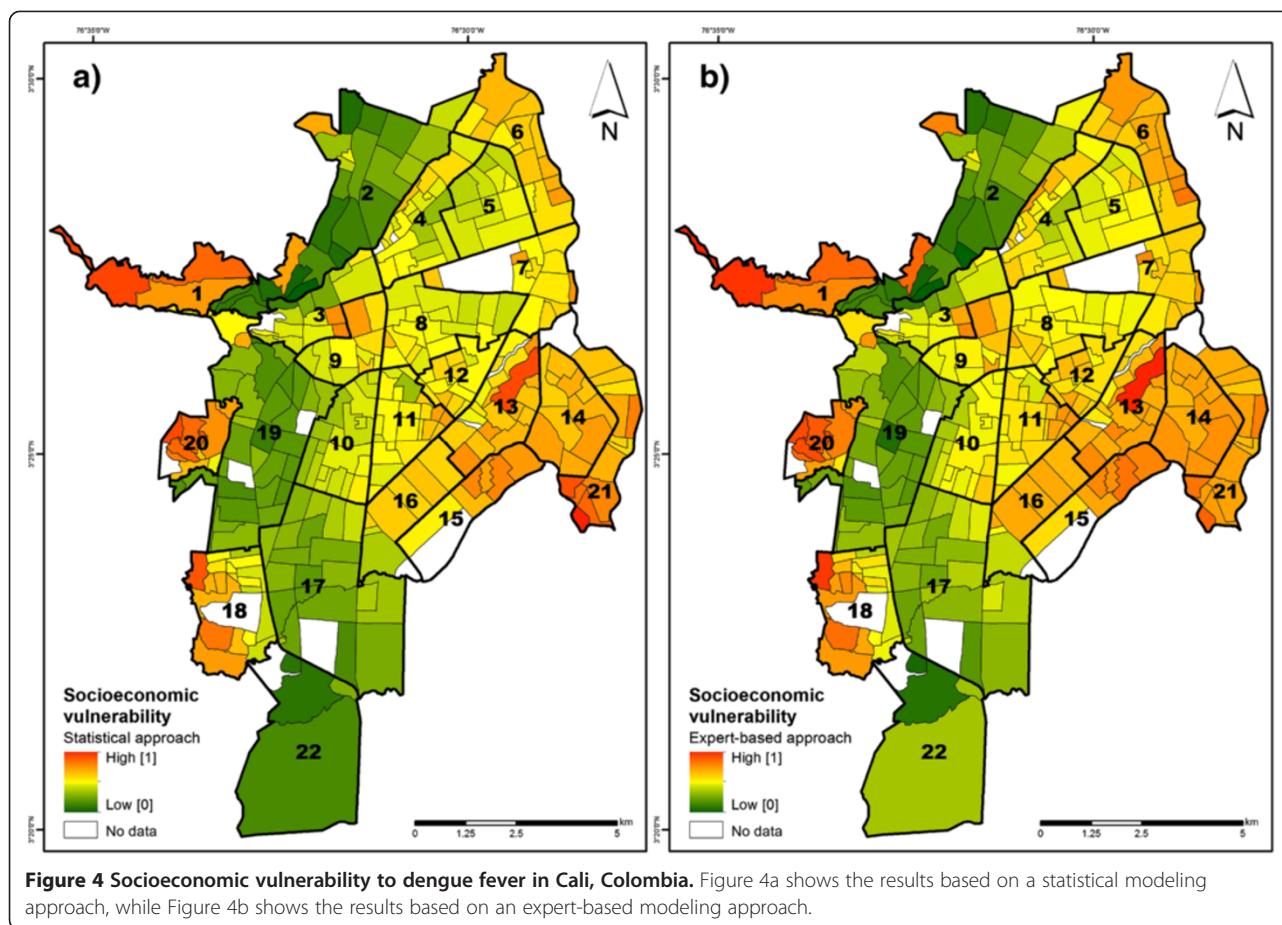 76°35'0"W 76°30'0"W
a)
N
3°30'0"N
3°25'0"N
3°20'0"N
6
2
4
5
1
7
3
8
9
12
13
14
20
19
10
11
21
16
15
17
18
22
Socioeconomic
vulnerability
Statistical approach
High [1]
Low [0]
No data
km
0 1.25 2.5 5
76°35'0"W 76°30'0"W
b)
N
3°30'0"N
3°25'0"N
3°20'0"N
6
2
4
5
1
7
3
8
9
12
13
14
20
19
10
11
21
16
15
17
18
22
Socioeconomic
vulnerability
Expert-based approach
High [1]
Low [0]
No data
km
0 1.25 2.5 5
Figure 4 Socioeconomic vulnerability to dengue fever in Cali, Colombia. Figure 4a shows the results based on a statistical modeling
approach, while Figure 4b shows the results based on an expert-based modeling approach.